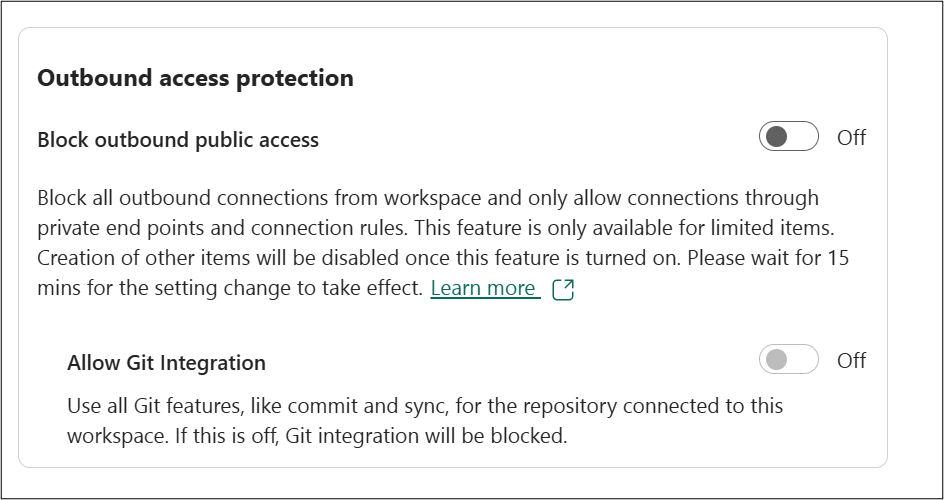 Outbound access protection
Block outbound public access
Off
Block all outbound connections from workspace and only allow connections through
private end points and connection rules. This feature is only available for limited items.
Creation of other items will be disabled once this feature is turned on. Please wait for 15
mins for the setting change to take effect. Learn more
Allow Git Integration
Off
Use all Git features, like commit and sync, for the repository connected to this
workspace. If this is off, Git integration will be blocked.